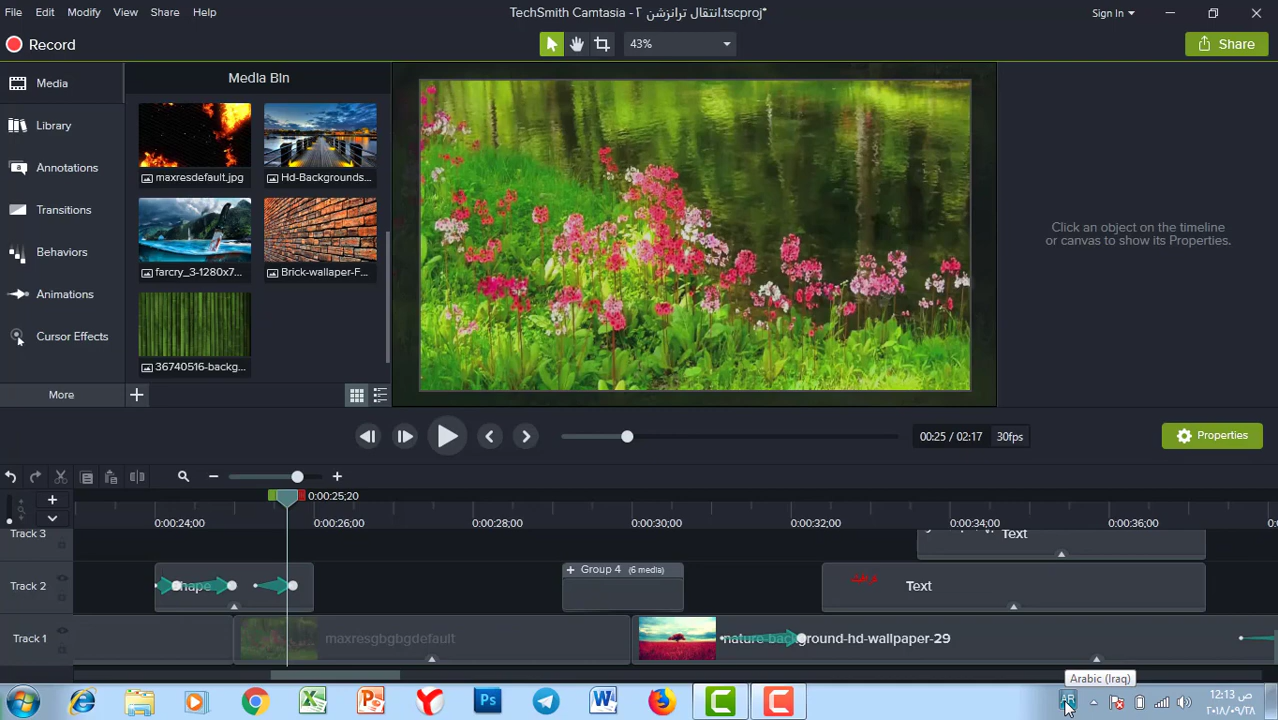 File Edit Modify View Share Help
TechSmith Camtasia - انتقال ترانزشن ٢.tscproj*
Sign In
Record
43%
Share
Media
Library
Annotations
Transitions
Behaviors
Animations
Cursor Effects
More
Media Bin
maxresdefault.jpg
Hd-Backgrounds...
farcry_3-1280x7...
Brick-wallaper-F...
36740516-backg...
Click an object on the timeline
or canvas to show its Properties.
00:25 / 02:17 30fps
Properties
0:00:25;20
0:00:24;00 0:00:26;00 0:00:28;00 0:00:30;00 0:00:32;00 0:00:34;00 0:00:36;00
Track 3
Text
Track 2
Shape
Group 4 (6 media)
Text
Track 1
maxresgbgbgdefault
nature-background-hd-wallpaper-29
Arabic (Iraq)
AR
12:13 ص
٢٠١٨/٠٩/٢٨